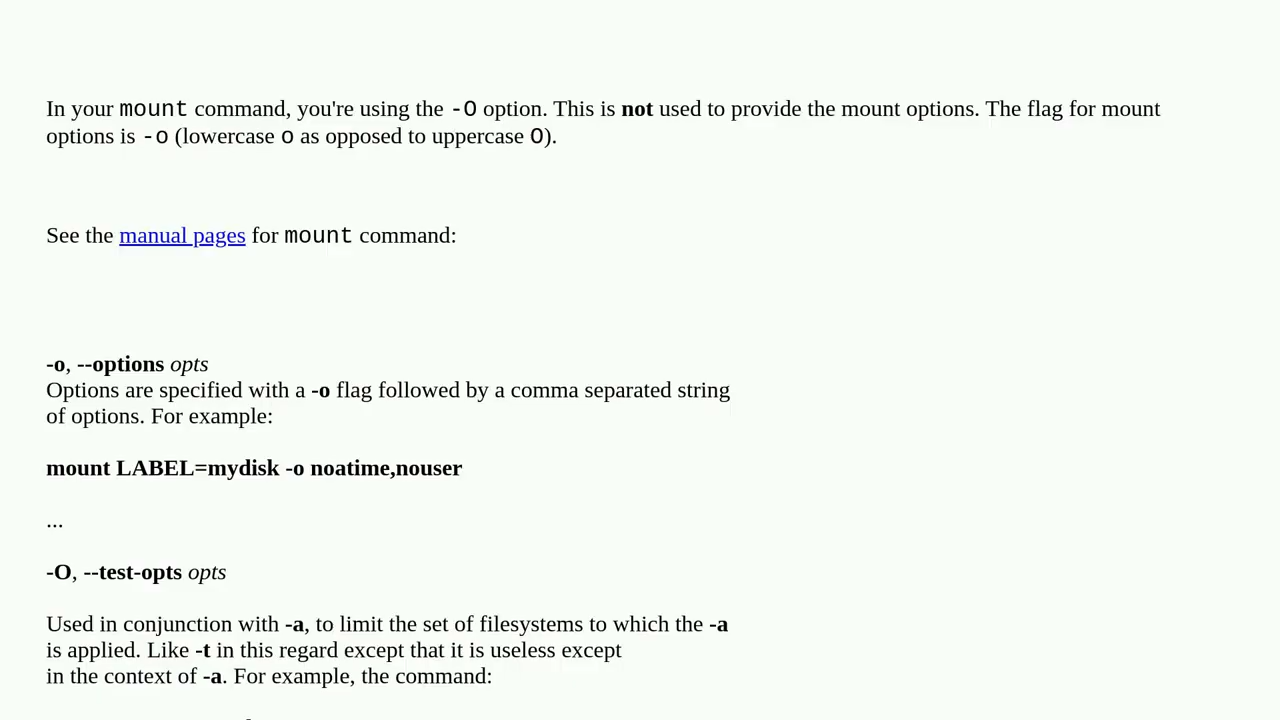 In your mount command, you're using the -O option. This is not used to provide the mount options. The flag for mount
options is -o (lowercase o as opposed to uppercase O).
See the manual pages for mount command:
-o, --options opts
Options are specified with a -o flag followed by a comma separated string
of options. For example:
mount LABEL=mydisk -o noatime,nouser
...
-O, --test-opts opts
Used in conjunction with -a, to limit the set of filesystems to which the -a
is applied. Like -t in this regard except that it is useless except
in the context of -a. For example, the command: